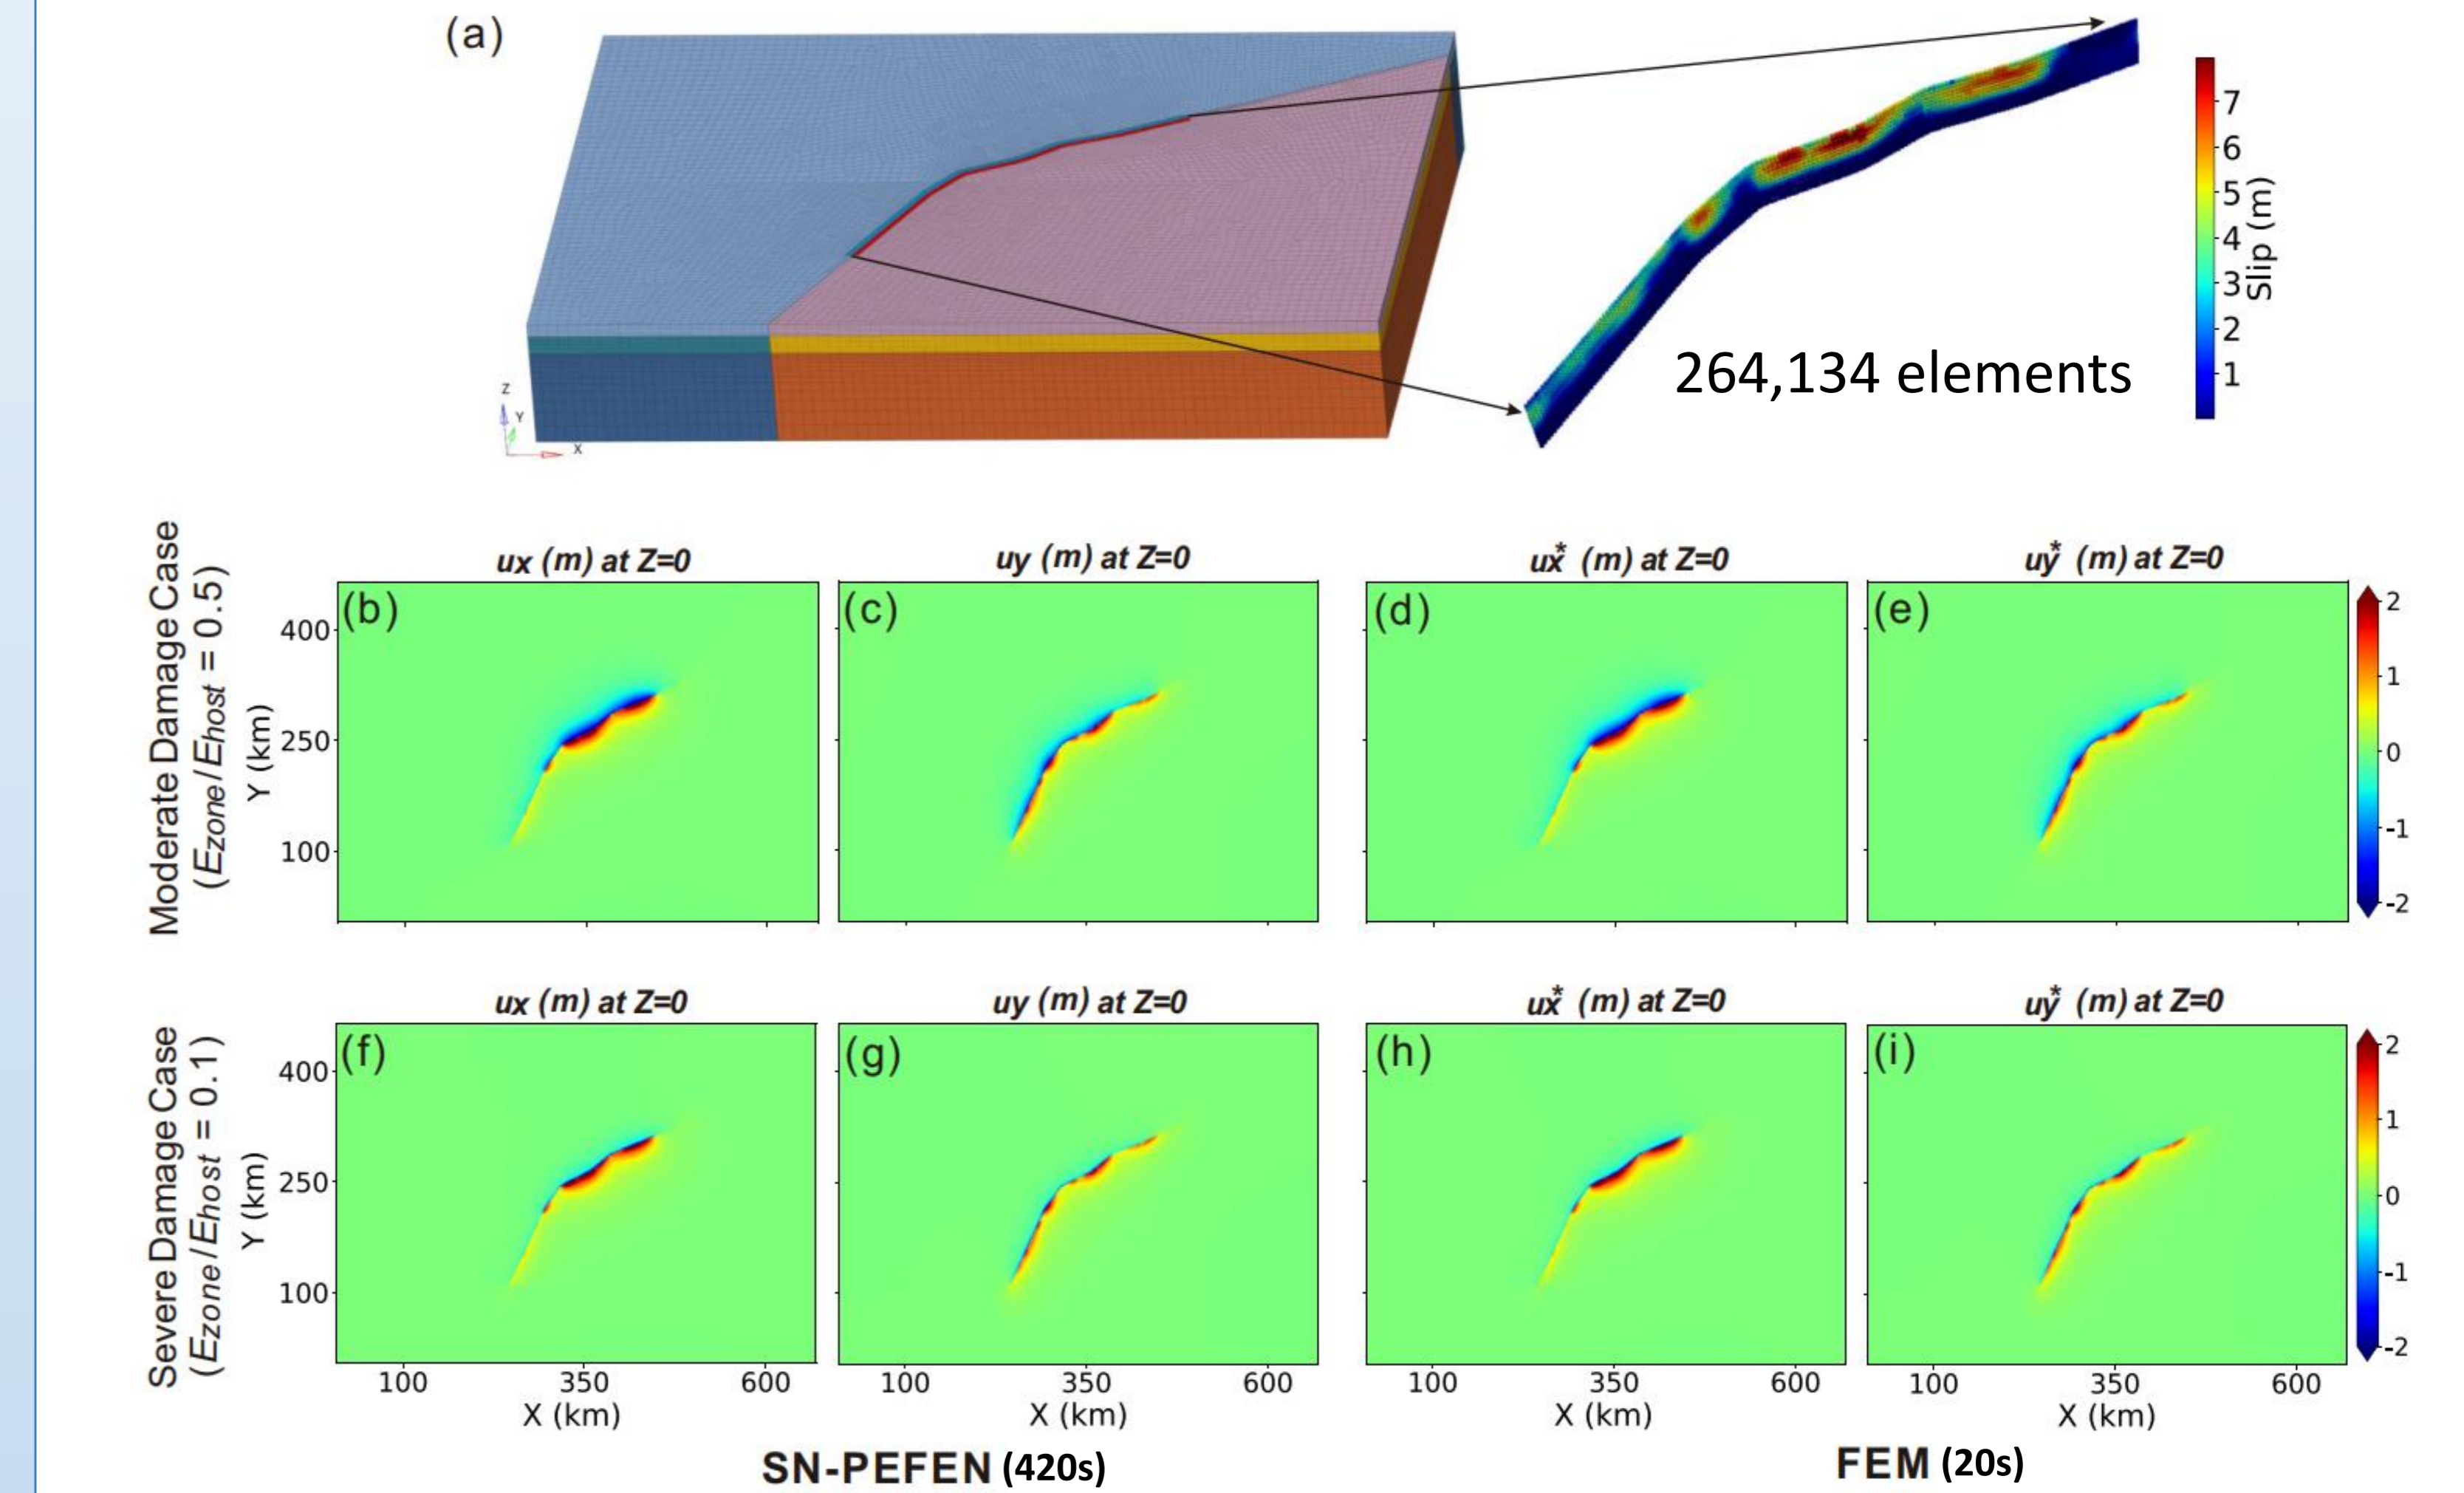 (a)
7
6
5
4
3
2
1
Slip (m)
264,134 elements
Z
Y
X
Moderate Damage Case
(Ezone/Ehost = 0.5)
ux (m) at Z=0
uy (m) at Z=0
ux* (m) at Z=0
uy* (m) at Z=0
(b)
(c)
(d)
(e)
400
250
100
Y (km)
2
1
0
-1
-2
Severe Damage Case
(Ezone/Ehost = 0.1)
ux (m) at Z=0
uy (m) at Z=0
ux* (m) at Z=0
uy* (m) at Z=0
(f)
(g)
(h)
(i)
400
250
100
Y (km)
2
1
0
-1
-2
100 350 600
100 350 600
100 350 600
100 350 600
X (km)
X (km)
X (km)
X (km)
SN-PEFEN (420s)
FEM (20s)